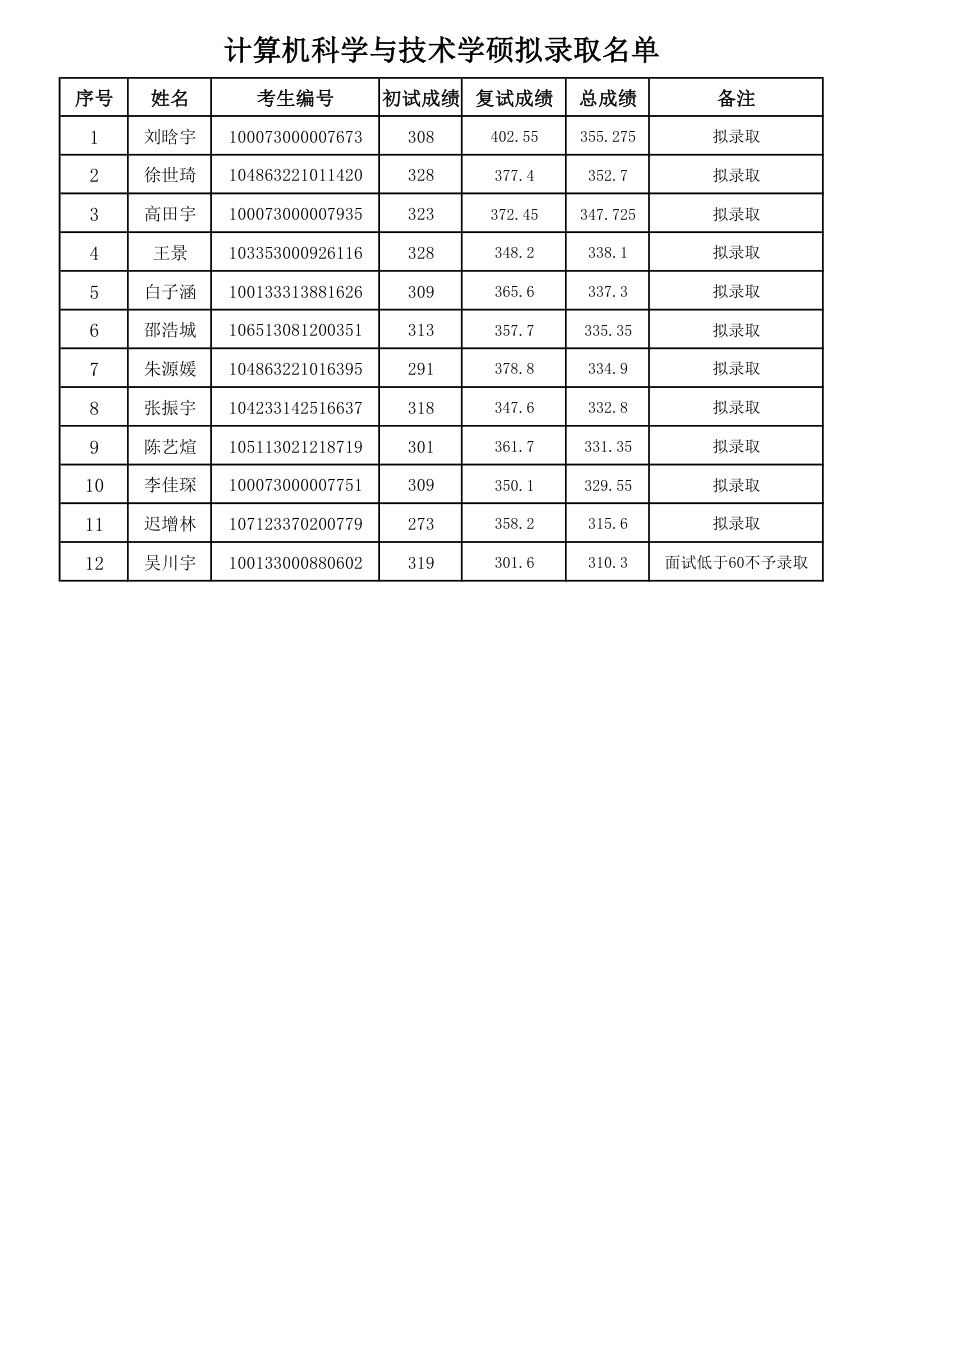 计算机科学与技术学硕拟录取名单
序号 姓名 考生编号 初试成绩 复试成绩 总成绩 备注
1 刘晗宇 100073000007673 308 402.55 355.275 拟录取
2 徐世琦 104863221011420 328 377.4 352.7 拟录取
3 高田宇 100073000007935 323 372.45 347.725 拟录取
4 王景 103353000926116 328 348.2 338.1 拟录取
5 白子涵 100133313881626 309 365.6 337.3 拟录取
6 邵浩城 106513081200351 313 357.7 335.35 拟录取
7 朱源媛 104863221016395 291 378.8 334.9 拟录取
8 张振宇 104233142516637 318 347.6 332.8 拟录取
9 陈艺煊 105113021218719 301 361.7 331.35 拟录取
10 李佳琛 100073000007751 309 350.1 329.55 拟录取
11 迟增林 107123370200779 273 358.2 315.6 拟录取
12 吴川宇 100133000880602 319 301.6 310.3 面试低于60不予录取